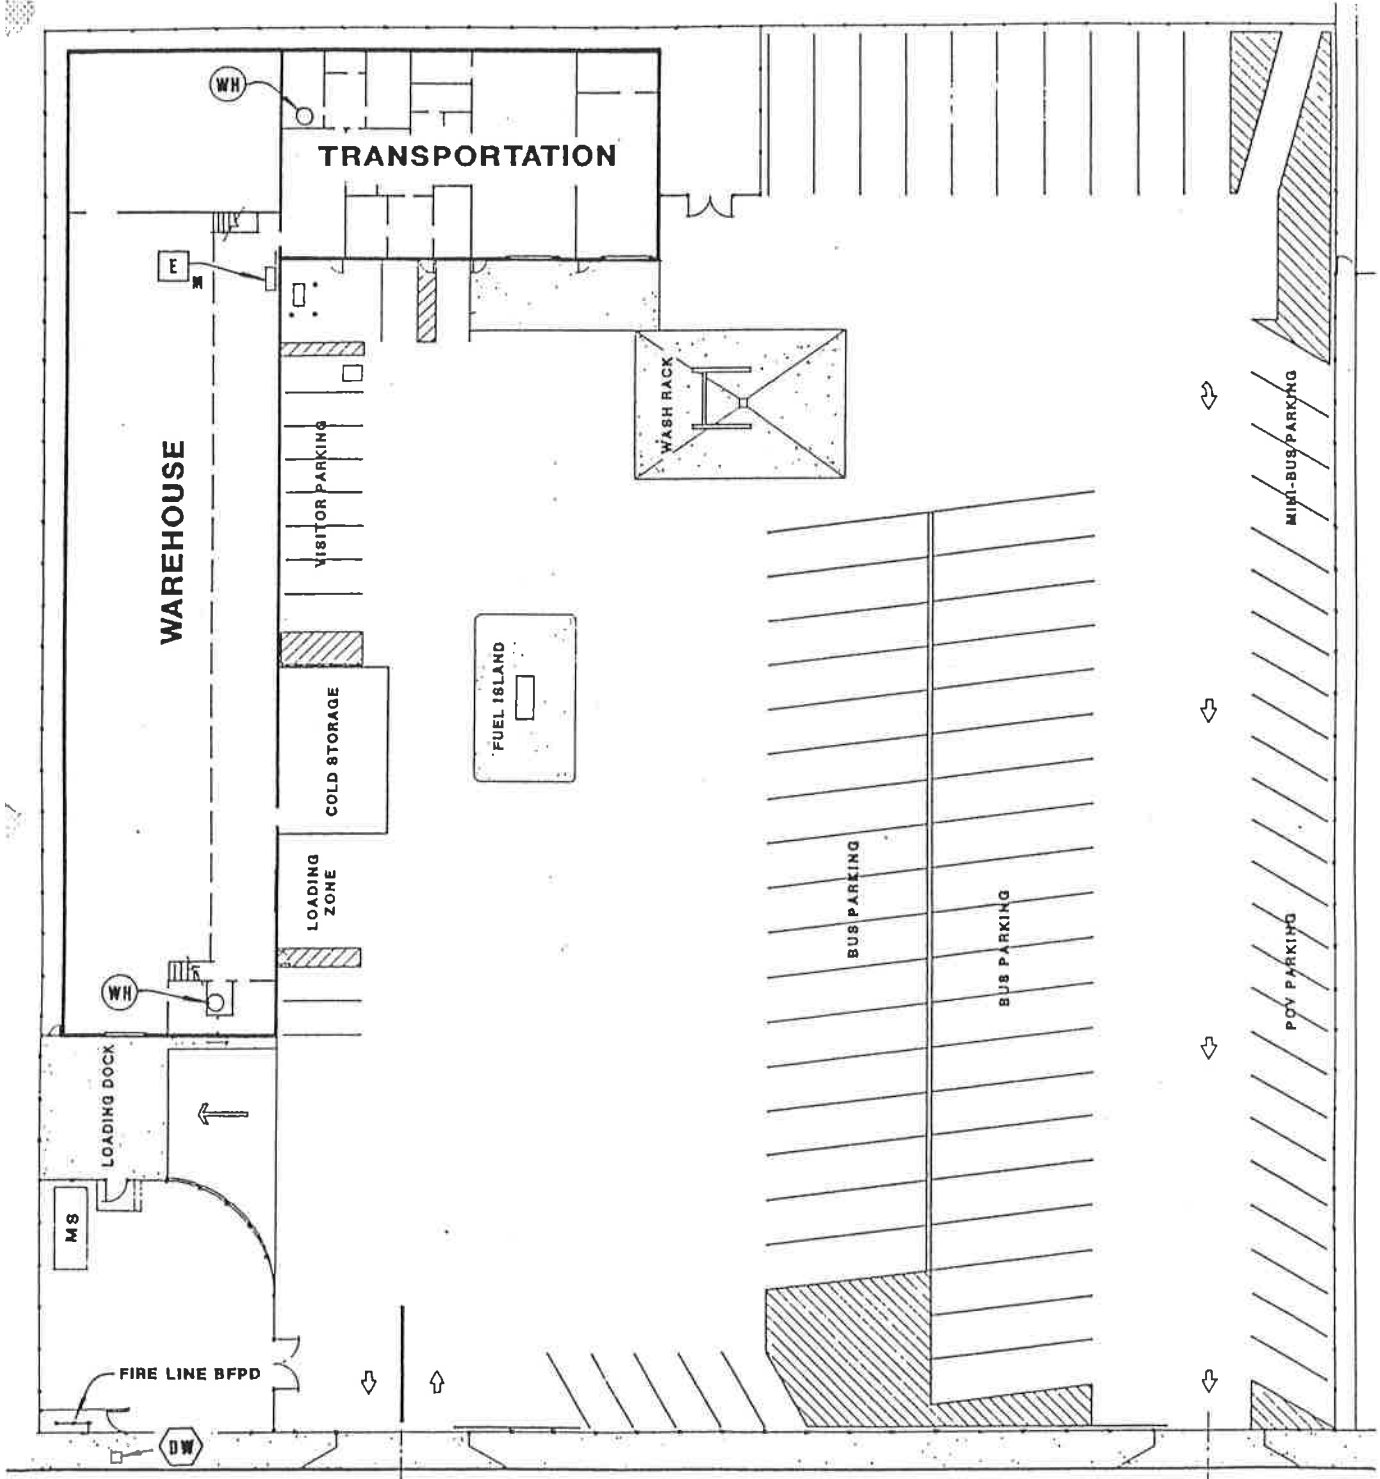 WH
TRANSPORTATION
E
WASH RACK
MINI-BUS PARKING
VISITOR PARKING
WAREHOUSE
FUEL ISLAND
COLD STORAGE
BUS PARKING
LOADING
ZONE
BUS PARKING
POV PARKING
WH
LOADING DOCK
MS
FIRE LINE BFPD
DW